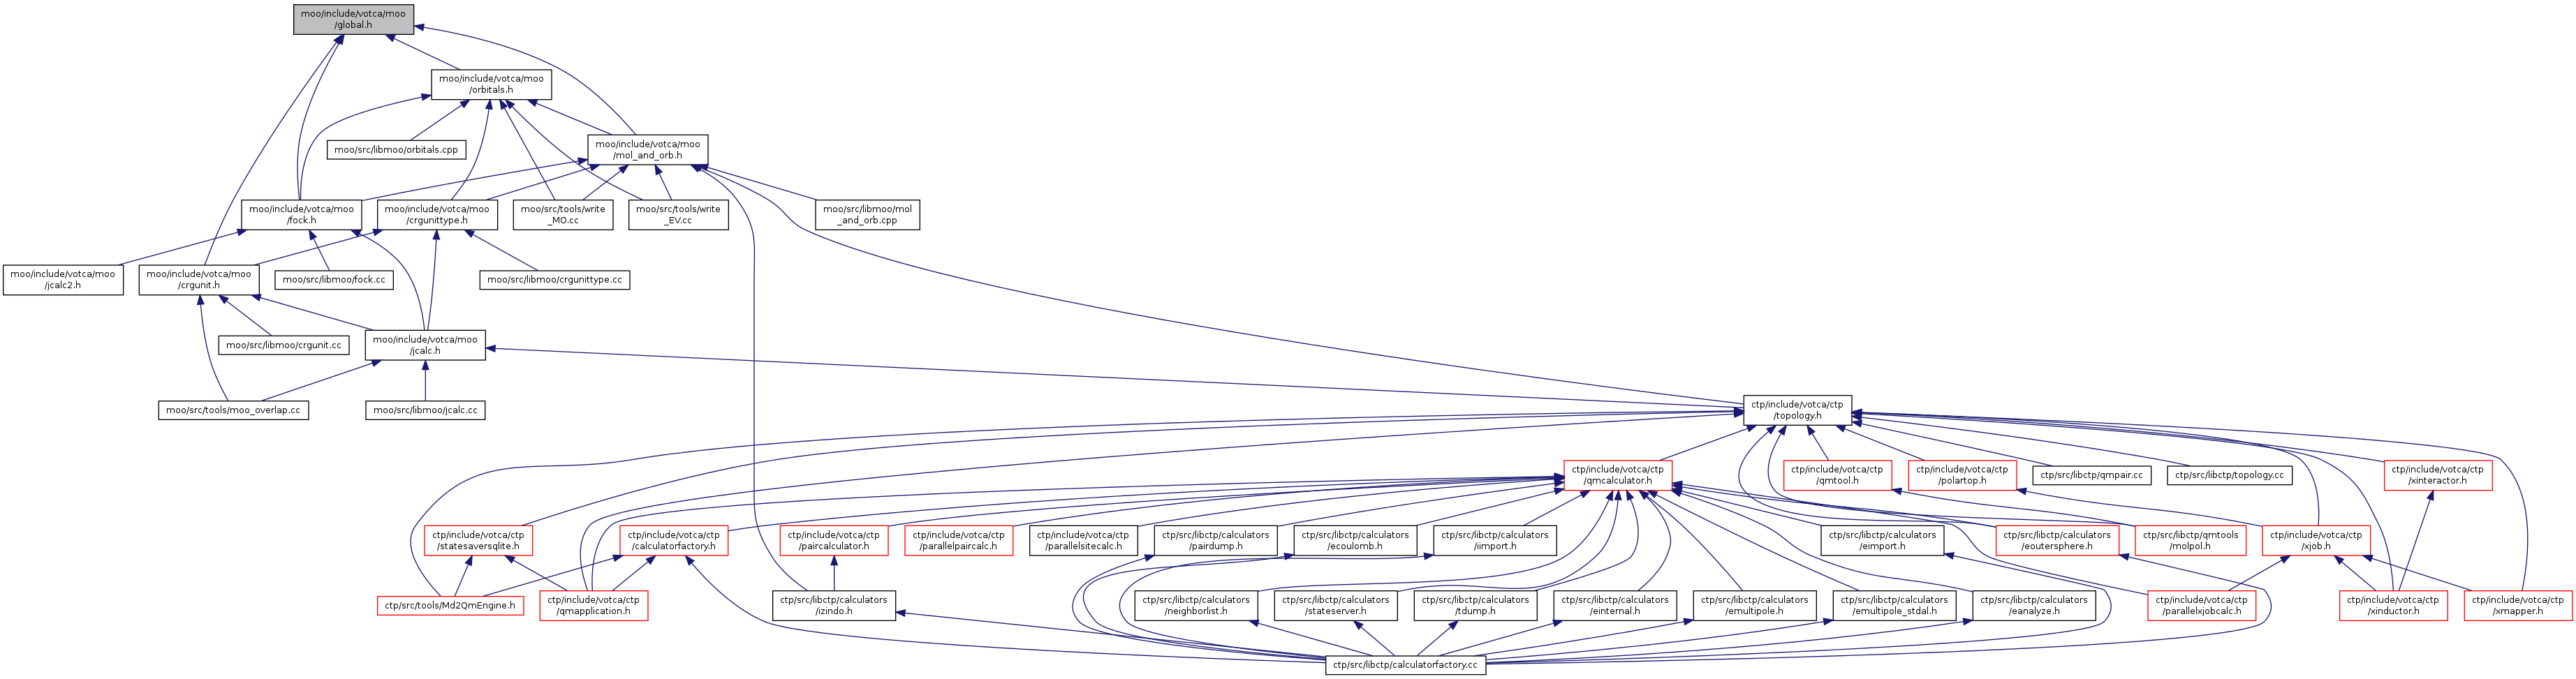 moo/include/votca/moo
/global.h
moo/include/votca/moo
/orbitals.h
moo/src/libmoo/orbitals.cpp
moo/include/votca/moo
/mol_and_orb.h
moo/include/votca/moo
/fock.h
moo/include/votca/moo
/crgunittype.h
moo/src/tools/write
_MO.cc
moo/src/tools/write
_EV.cc
moo/src/libmoo/mol
_and_orb.cpp
moo/include/votca/moo
/jcalc2.h
moo/include/votca/moo
/crgunit.h
moo/src/libmoo/fock.cc
moo/src/libmoo/crgunittype.cc
moo/src/libmoo/crgunit.cc
moo/include/votca/moo
/jcalc.h
moo/src/tools/moo_overlap.cc
moo/src/libmoo/jcalc.cc
ctp/include/votca/ctp
/topology.h
ctp/include/votca/ctp
/qmcalculator.h
ctp/include/votca/ctp
/qmtool.h
ctp/include/votca/ctp
/polartop.h
ctp/src/libctp/qmpair.cc
ctp/src/libctp/topology.cc
ctp/include/votca/ctp
/xinteractor.h
ctp/include/votca/ctp
/statesaversqlite.h
ctp/include/votca/ctp
/calculatorfactory.h
ctp/include/votca/ctp
/paircalculator.h
ctp/include/votca/ctp
/parallelpaircalc.h
ctp/include/votca/ctp
/parallelsitecalc.h
ctp/src/libctp/calculators
/pairdump.h
ctp/src/libctp/calculators
/ecoulomb.h
ctp/src/libctp/calculators
/iimport.h
ctp/src/libctp/calculators
/eimport.h
ctp/src/libctp/calculators
/eoutersphere.h
ctp/src/libctp/qmtools
/molpol.h
ctp/include/votca/ctp
/xjob.h
ctp/src/tools/Md2QmEngine.h
ctp/include/votca/ctp
/qmapplication.h
ctp/src/libctp/calculators
/izindo.h
ctp/src/libctp/calculators
/neighborlist.h
ctp/src/libctp/calculators
/stateserver.h
ctp/src/libctp/calculators
/tdump.h
ctp/src/libctp/calculators
/einternal.h
ctp/src/libctp/calculators
/emultipole.h
ctp/src/libctp/calculators
/emultipole_stdal.h
ctp/src/libctp/calculators
/eanalyze.h
ctp/include/votca/ctp
/parallelxjobcalc.h
ctp/include/votca/ctp
/xinductor.h
ctp/include/votca/ctp
/xmapper.h
ctp/src/libctp/calculatorfactory.cc